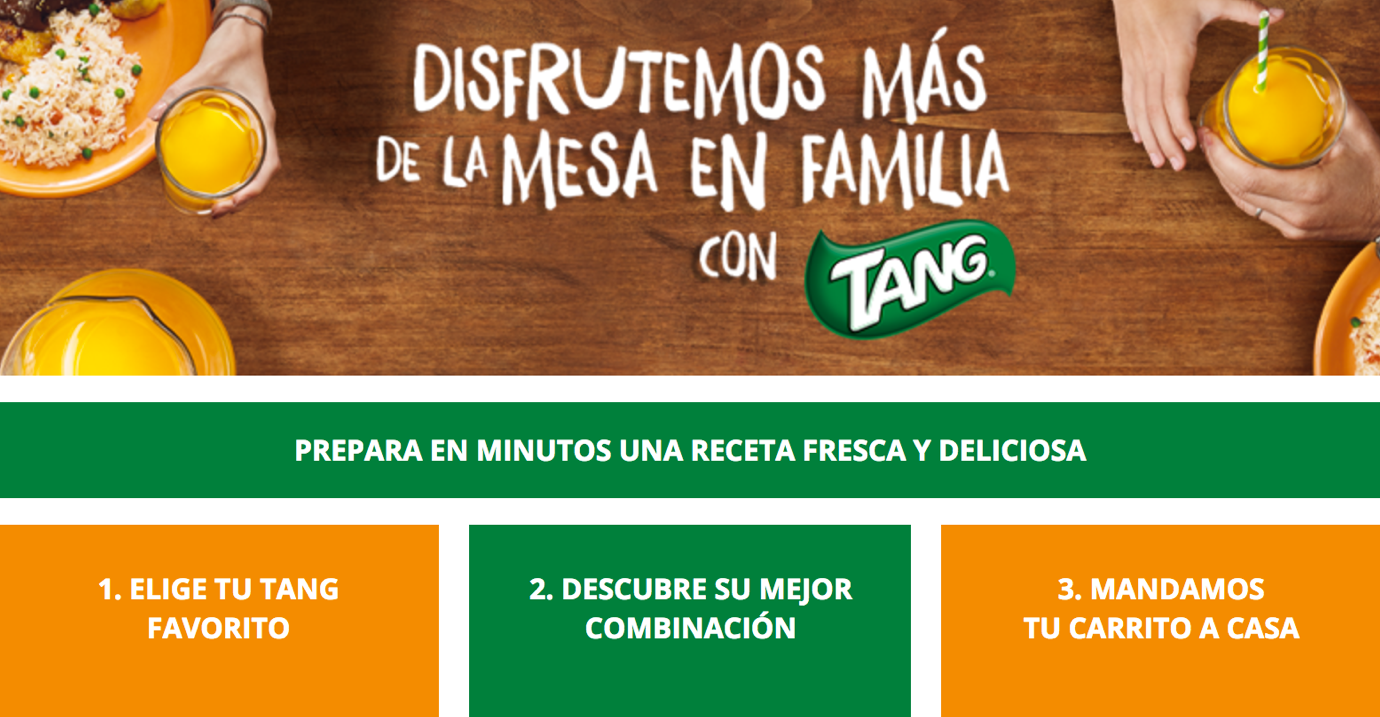 DISFRUTEMOS MÁS
DE LA MESA EN FAMILIA
CON TANG
PREPARA EN MINUTOS UNA RECETA FRESCA Y DELICIOSA
1. ELIGE TU TANG
FAVORITO
2. DESCUBRE SU MEJOR
COMBINACIÓN
3. MANDAMOS
TU CARRITO A CASA